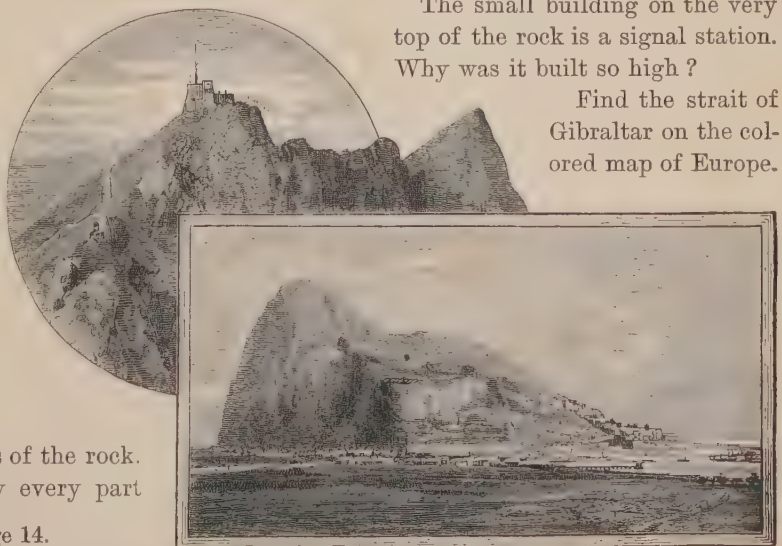 The small building on the very
top of the rock is a signal station.
Why was it built so high ?
Find the strait of
Gibraltar on the col-
ored map of Europe.
of the rock.
every part
14.